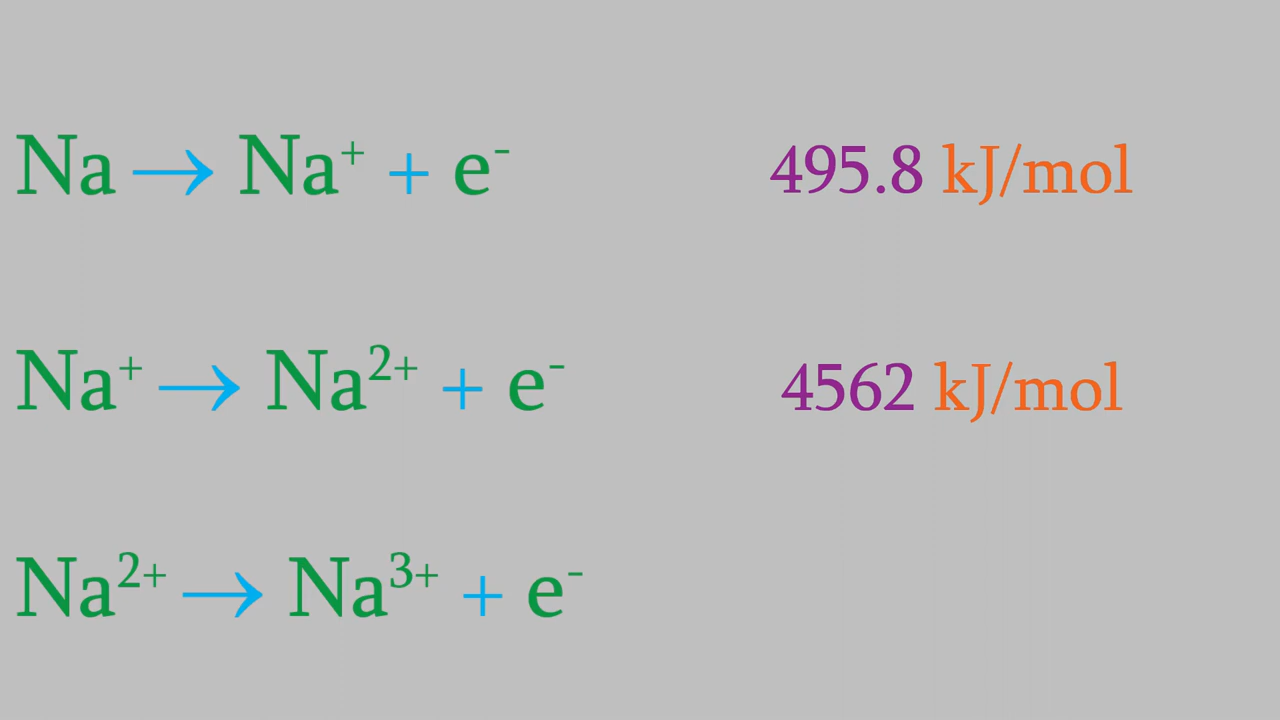 Na → Na⁺ + e⁻ 495.8 kJ/mol
Na⁺ → Na²⁺ + e⁻ 4562 kJ/mol
Na²⁺ → Na³⁺ + e⁻